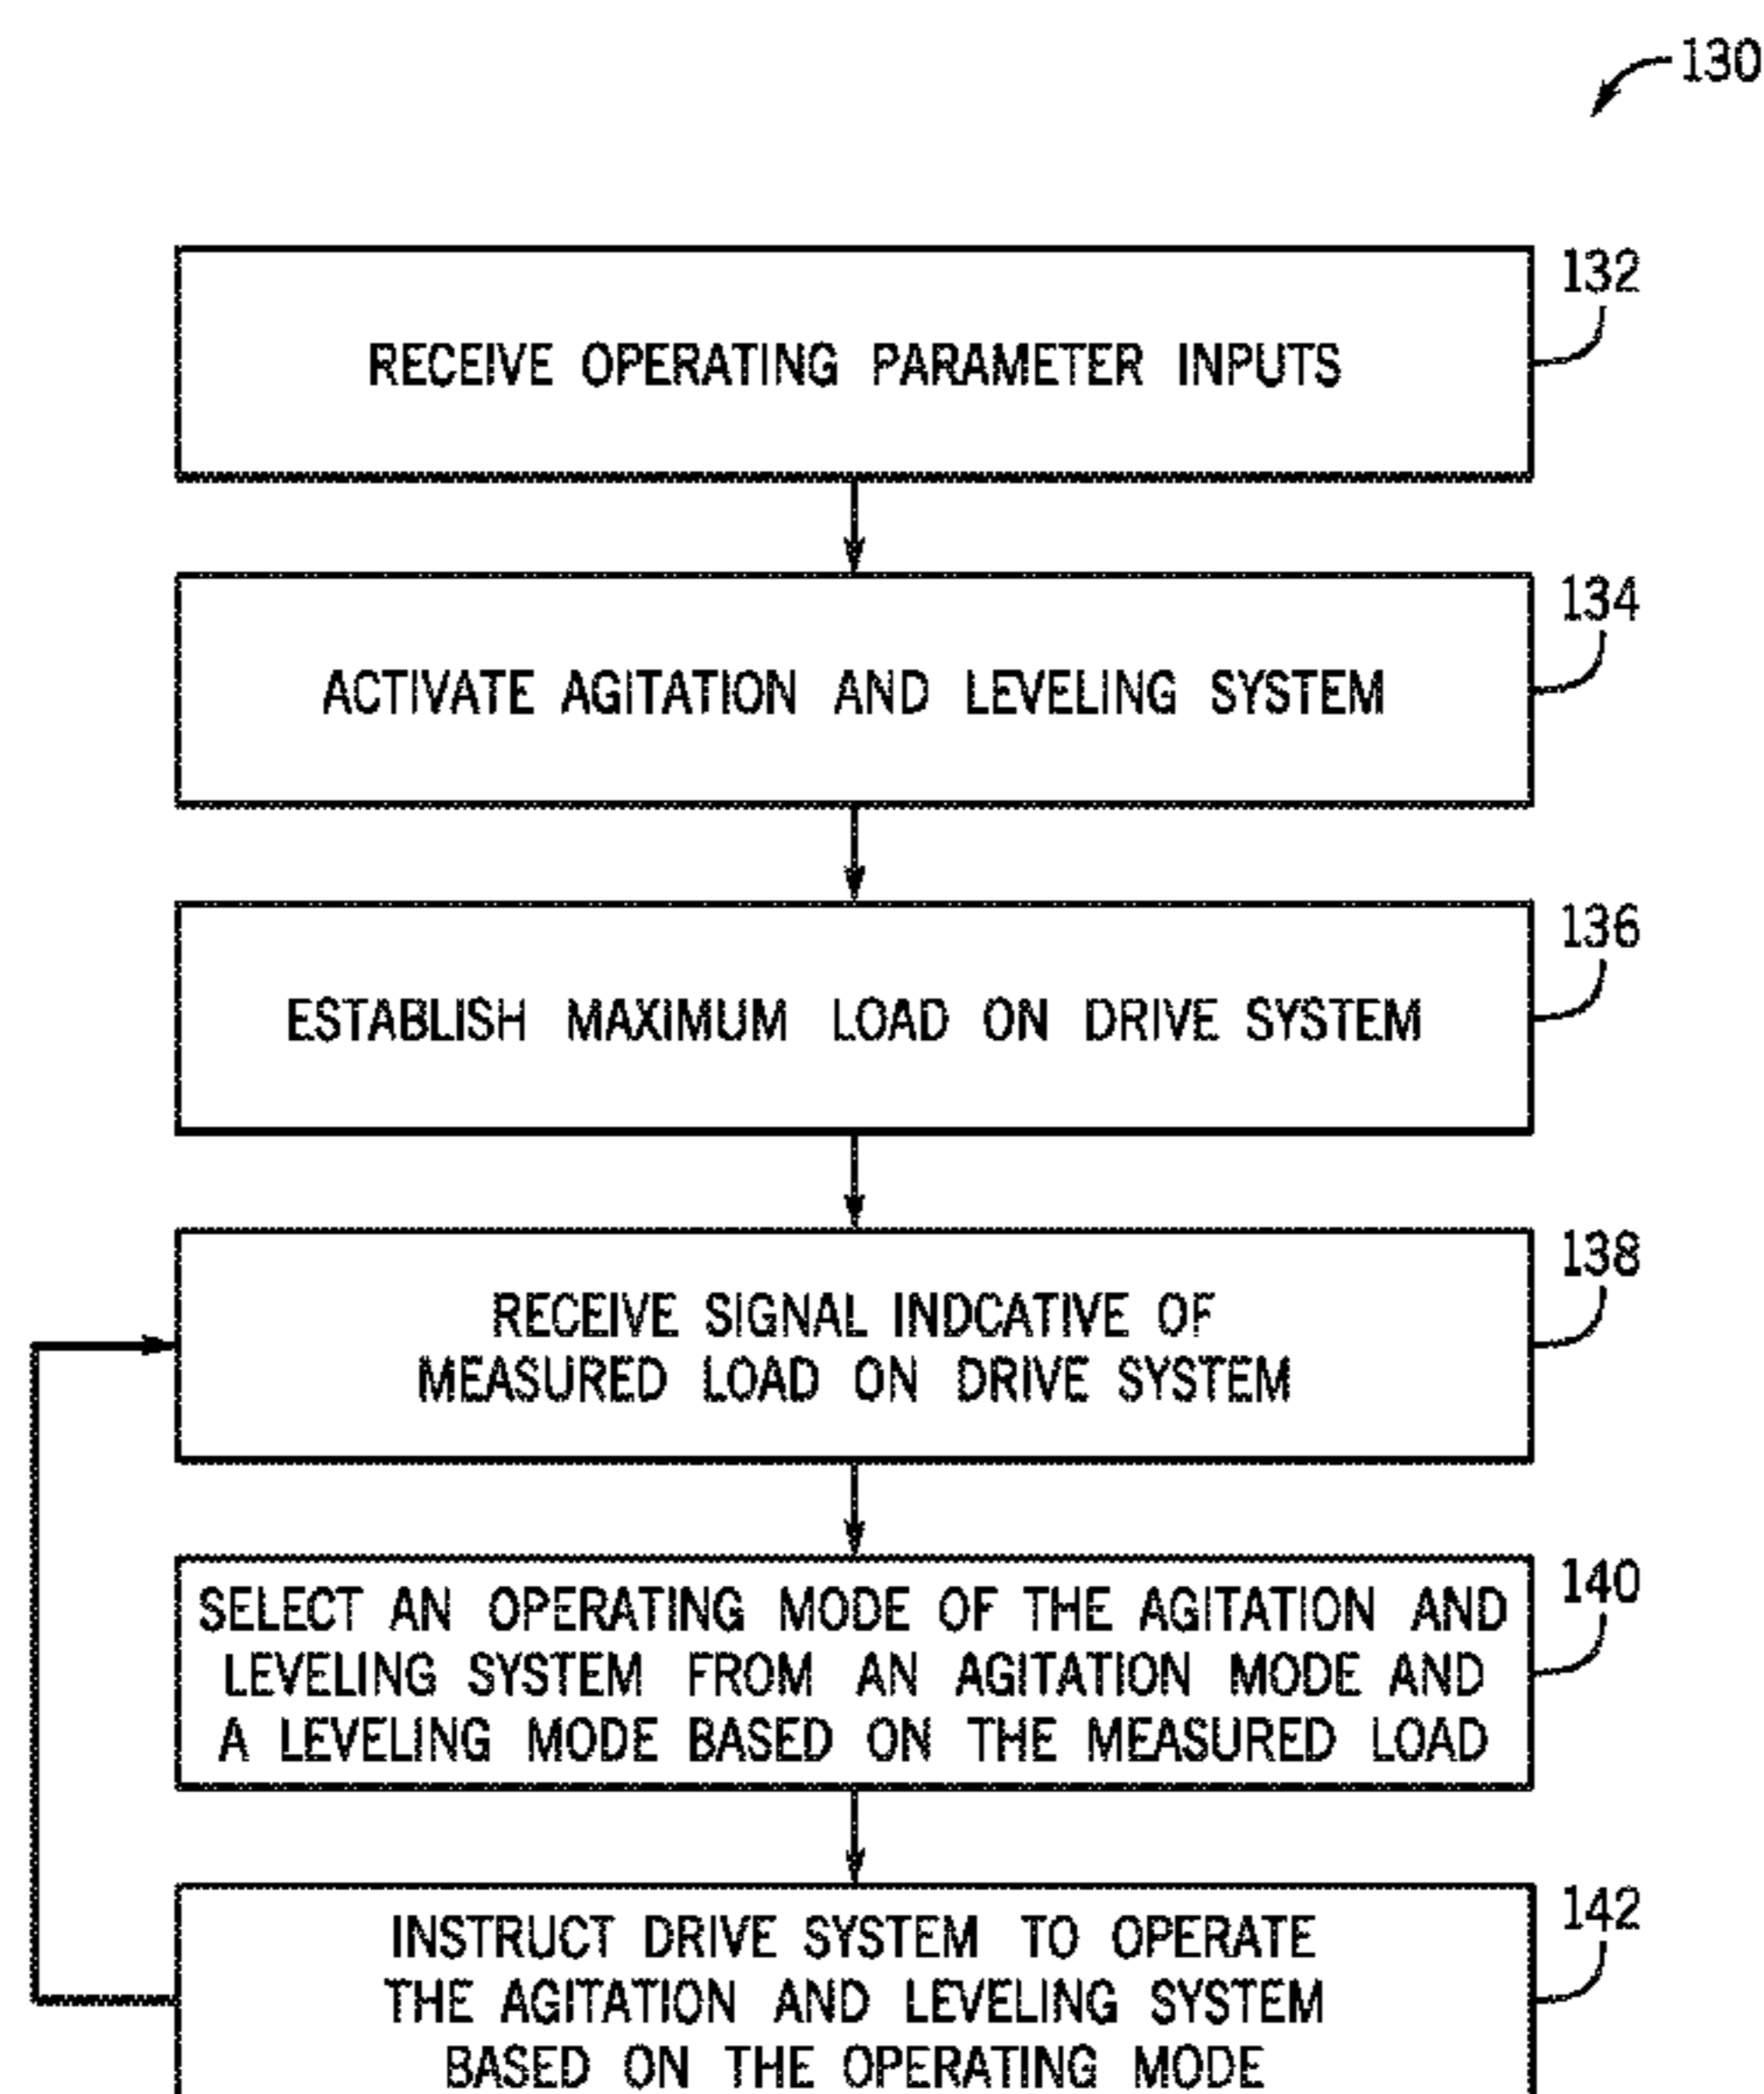 130
132
RECEIVE OPERATING PARAMETER INPUTS
134
ACTIVATE AGITATION AND LEVELING SYSTEM
136
ESTABLISH MAXIMUM LOAD ON DRIVE SYSTEM
138
RECEIVE SIGNAL INDCATIVE OF
MEASURED LOAD ON DRIVE SYSTEM
140
SELECT AN OPERATING MODE OF THE AGITATION AND
LEVELING SYSTEM FROM AN AGITATION MODE AND
A LEVELING MODE BASED ON THE MEASURED LOAD
142
INSTRUCT DRIVE SYSTEM TO OPERATE
THE AGITATION AND LEVELING SYSTEM
BASED ON THE OPERATING MODE